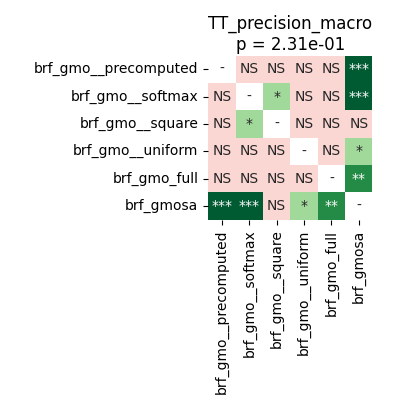 TT_precision_macro
p = 2.31e-01
brf_gmo__precomputed - NS NS NS NS ***
brf_gmo__softmax NS - * NS NS ***
brf_gmo__square NS * - NS NS NS
brf_gmo__uniform NS NS NS - NS *
brf_gmo_full NS NS NS NS - **
brf_gmosa *** *** NS * ** -
brf_gmo__precomputed
brf_gmo__softmax
brf_gmo__square
brf_gmo__uniform
brf_gmo_full
brf_gmosa